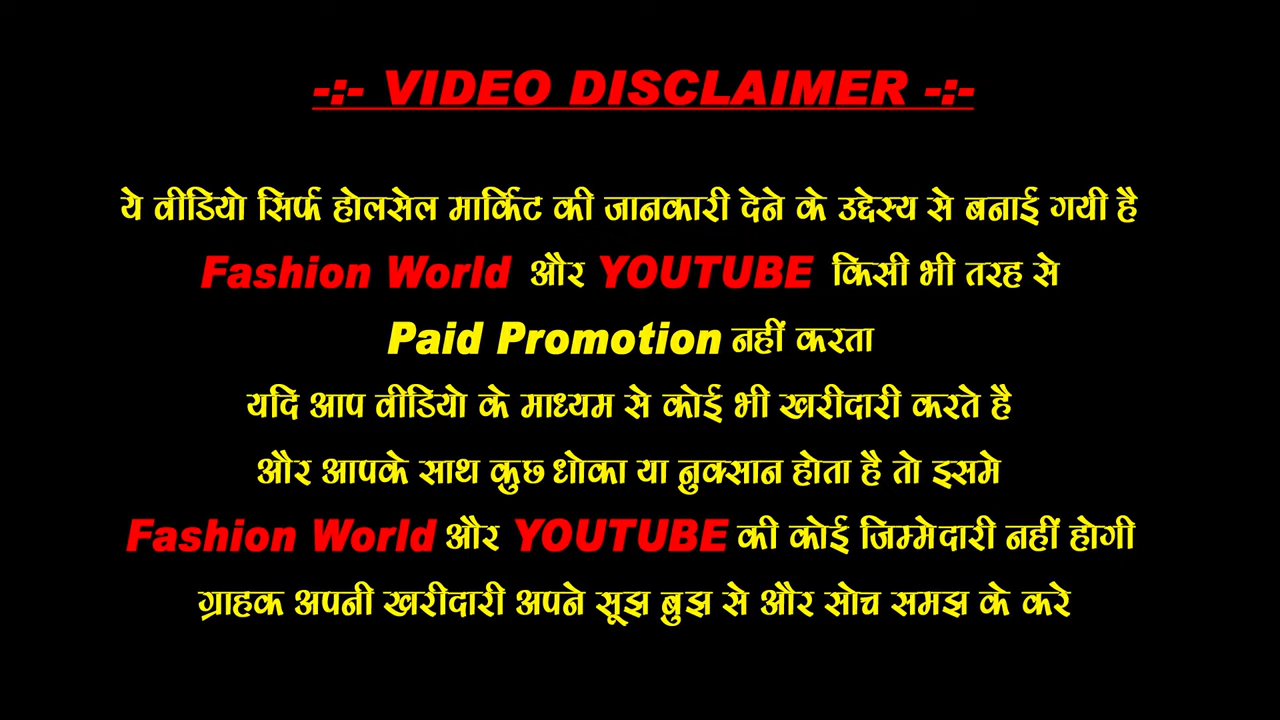 -:- VIDEO DISCLAIMER -:-
ये वीडियो सिर्फ होलसेल मार्किट की जानकारी देने के उद्देस्य से बनाई गयी है
Fashion World और YOUTUBE किसी भी तरह से
Paid Promotion नहीं करता
यदि आप वीडियो के माध्यम से कोई भी खरीदारी करते है
और आपके साथ कुछ धोका या नुक्सान होता है तो इसमे
Fashion World और YOUTUBE की कोई जिम्मेदारी नहीं होगी
ग्राहक अपनी खरीदारी अपने सूझ बुझ से और सोच समझ के करे